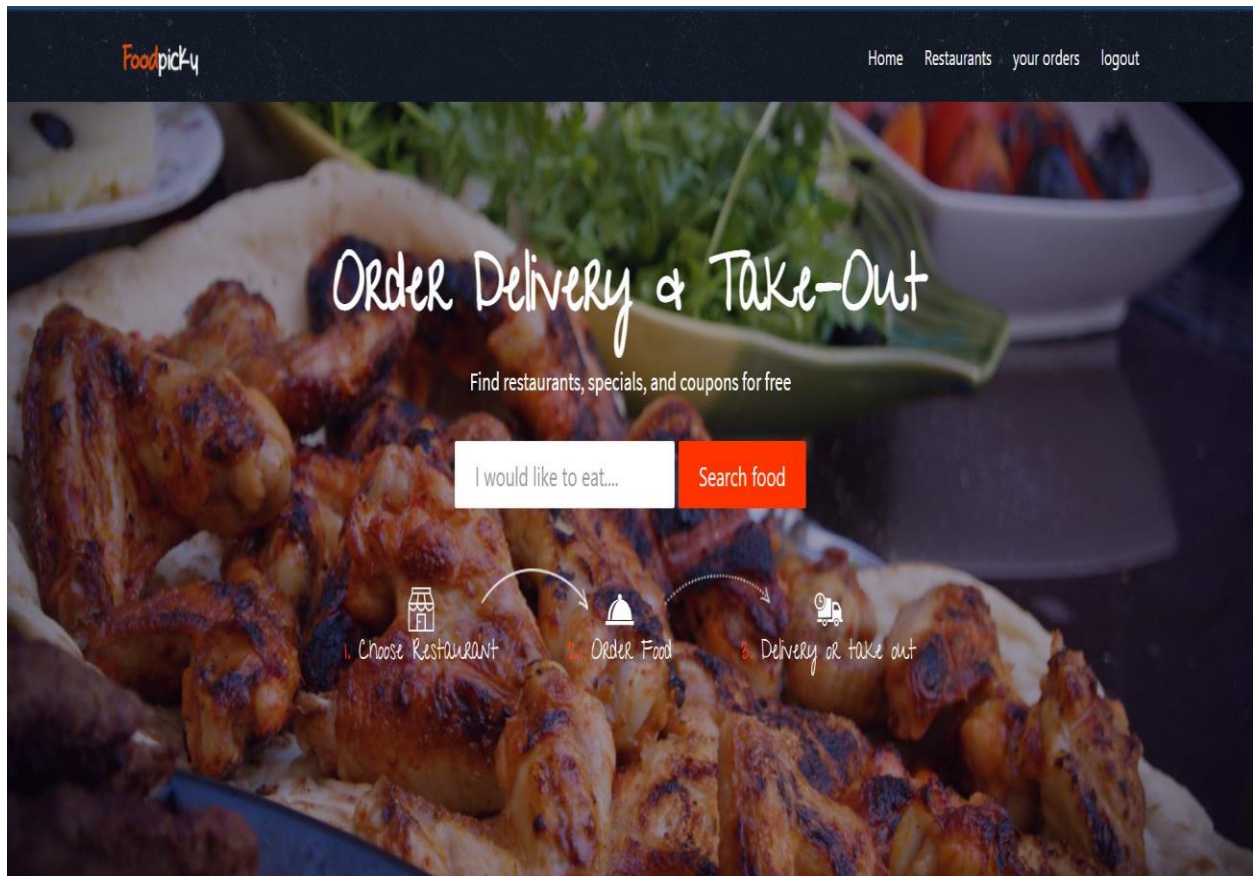 Foodpicky
Home Restaurants your orders logout
Order Delivery & Take-Out
Find restaurants, specials, and coupons for free
I would like to eat....
Search food
1. Choose Restaurant
2. Order Food
3. Delivery or take out